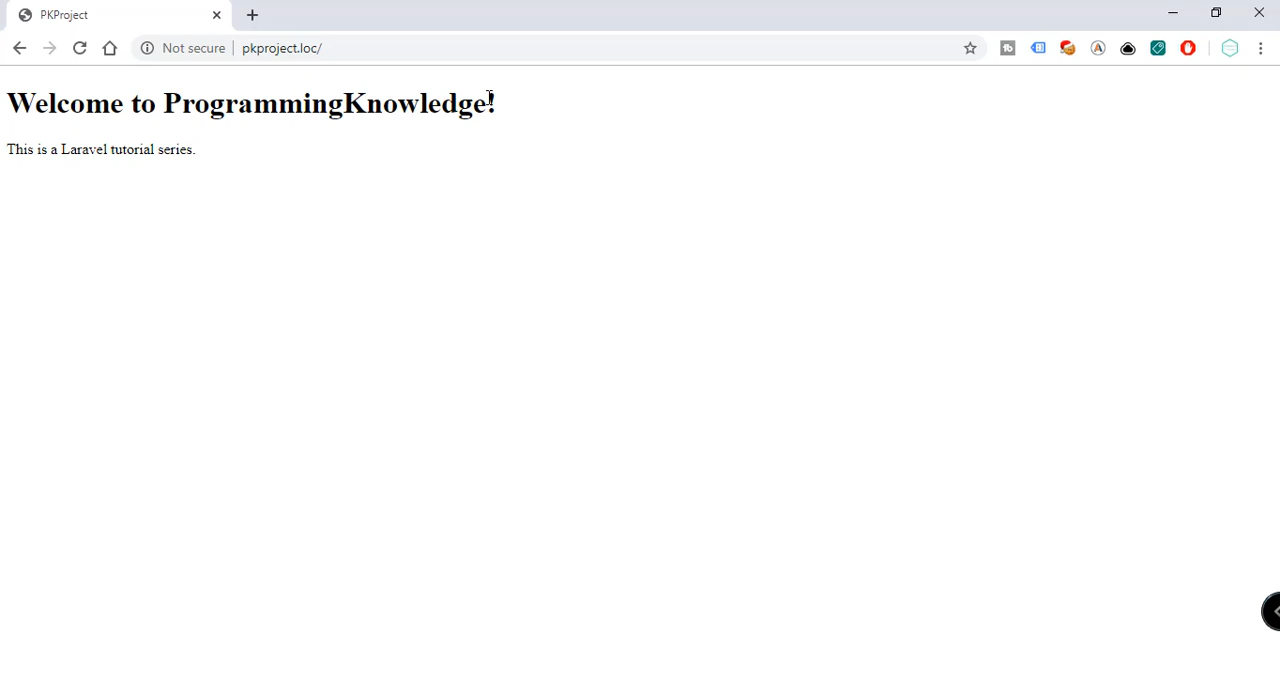 PKProject
Not secure pkproject.loc/
Welcome to ProgrammingKnowledge!
This is a Laravel tutorial series.